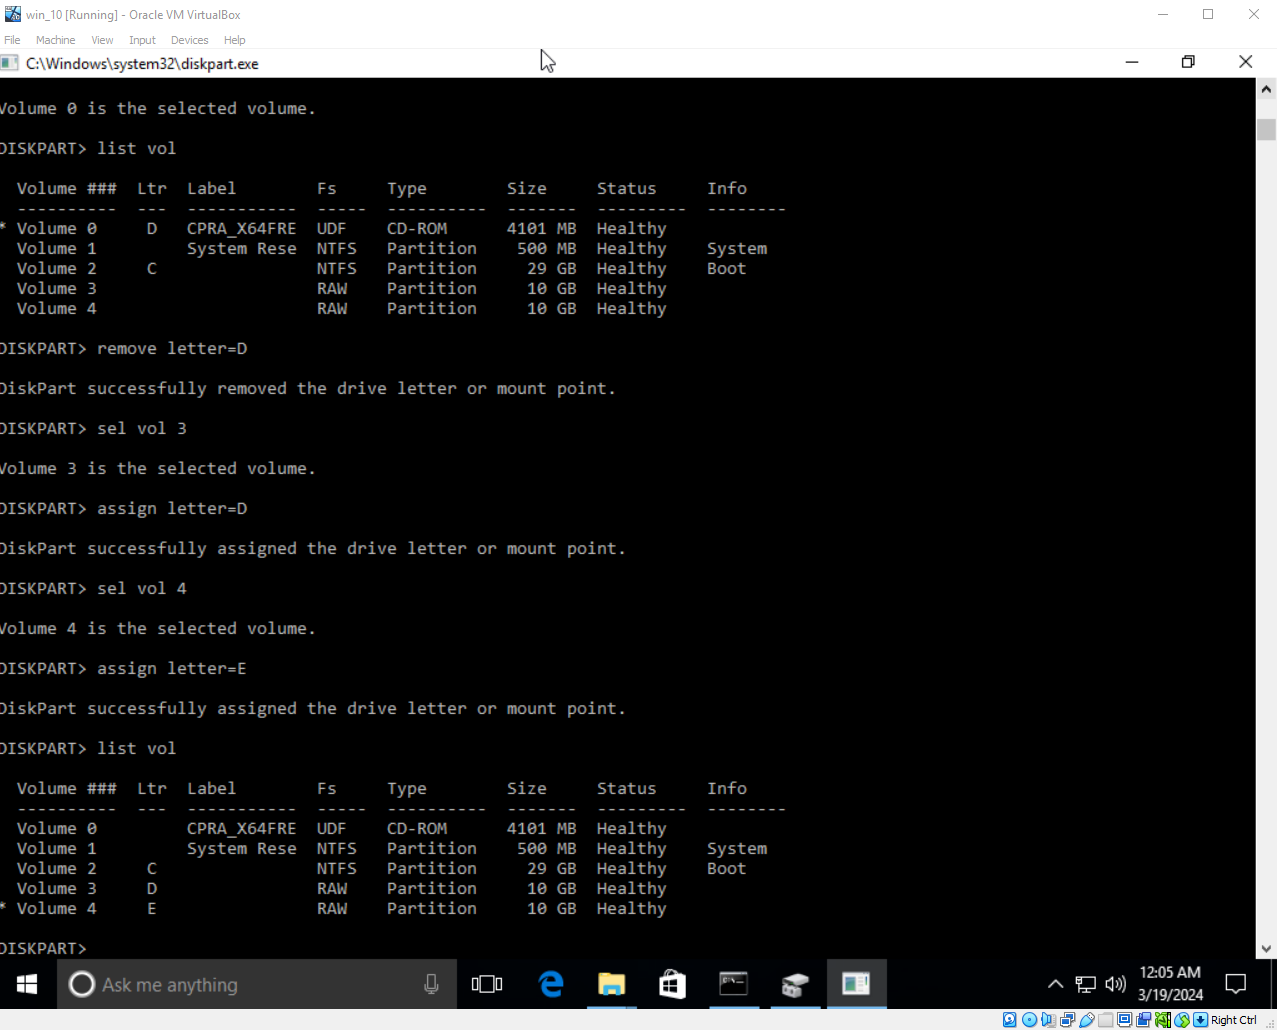 win_10 [Running] - Oracle VM VirtualBox
File Machine View Input Devices Help
C:\Windows\system32\diskpart.exe
Volume 0 is the selected volume.
DISKPART> list vol
Volume ### Ltr Label Fs Type Size Status Info
---------- --- ----------- ----- ---------- ------- --------- --------
* Volume 0 D CPRA_X64FRE UDF CD-ROM 4101 MB Healthy
Volume 1 System Rese NTFS Partition 500 MB Healthy System
Volume 2 C NTFS Partition 29 GB Healthy Boot
Volume 3 RAW Partition 10 GB Healthy
Volume 4 RAW Partition 10 GB Healthy
DISKPART> remove letter=D
DiskPart successfully removed the drive letter or mount point.
DISKPART> sel vol 3
Volume 3 is the selected volume.
DISKPART> assign letter=D
DiskPart successfully assigned the drive letter or mount point.
DISKPART> sel vol 4
Volume 4 is the selected volume.
DISKPART> assign letter=E
DiskPart successfully assigned the drive letter or mount point.
DISKPART> list vol
Volume ### Ltr Label Fs Type Size Status Info
---------- --- ----------- ----- ---------- ------- --------- --------
Volume 0 CPRA_X64FRE UDF CD-ROM 4101 MB Healthy
Volume 1 System Rese NTFS Partition 500 MB Healthy System
Volume 2 C NTFS Partition 29 GB Healthy Boot
Volume 3 D RAW Partition 10 GB Healthy
* Volume 4 E RAW Partition 10 GB Healthy
DISKPART>
Ask me anything
12:05 AM
3/19/2024
Right Ctrl